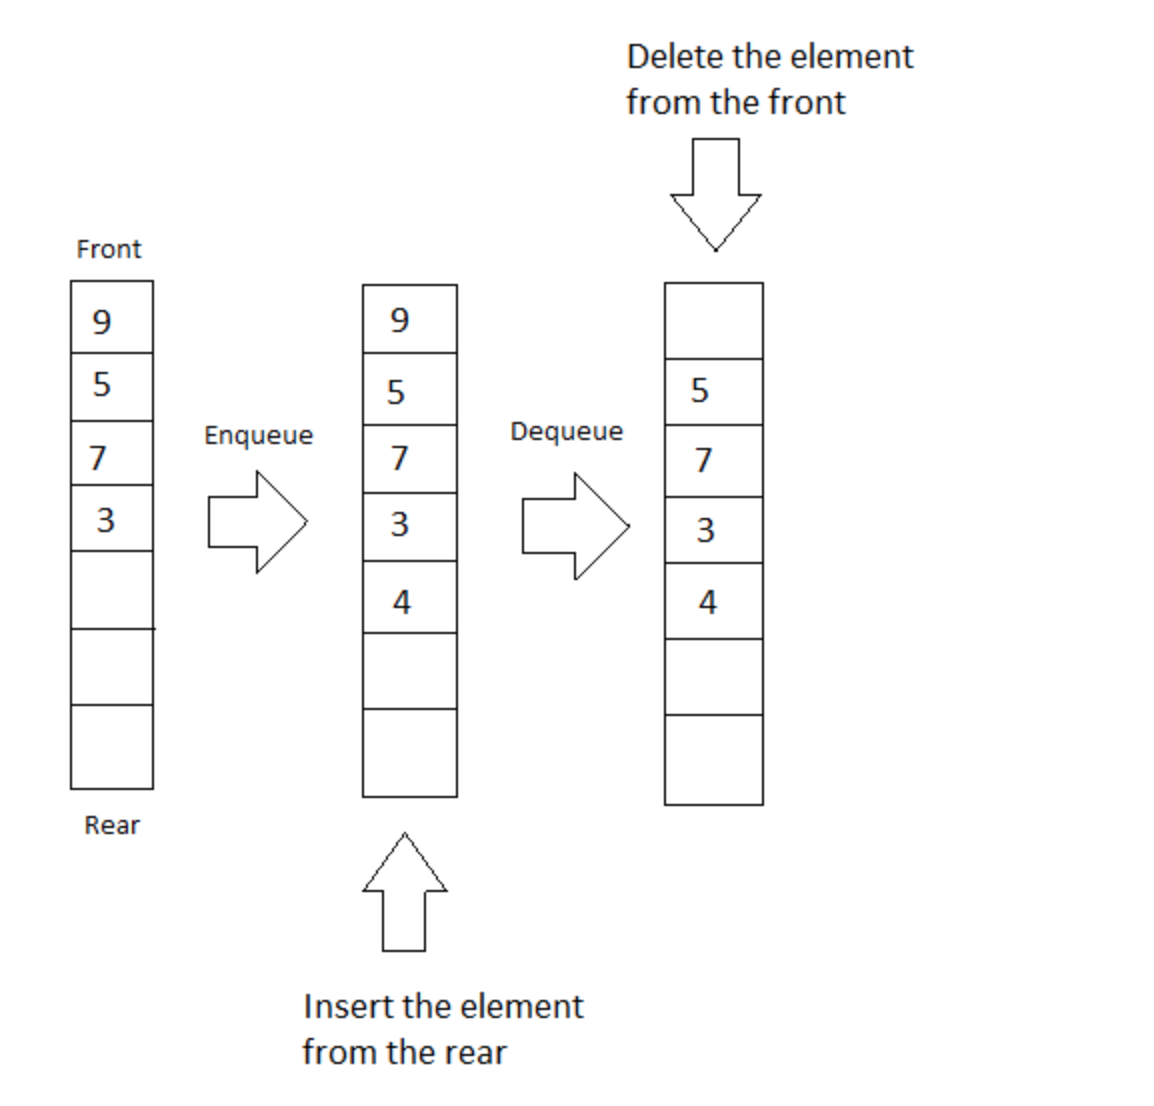 Delete the element
from the front
Front
9
5
7
3
Rear
Enqueue
9
5
7
3
4
Insert the element
from the rear
Dequeue
5
7
3
4